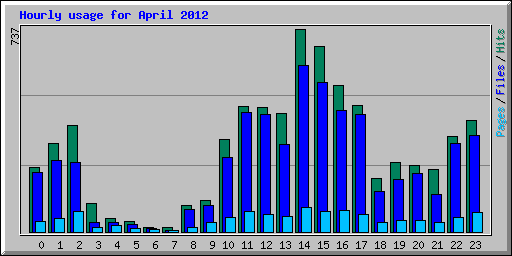 Hourly usage for April 2012
737
Pages / Files / Hits
0 1 2 3 4 5 6 7 8 9 10 11 12 13 14 15 16 17 18 19 20 21 22 23